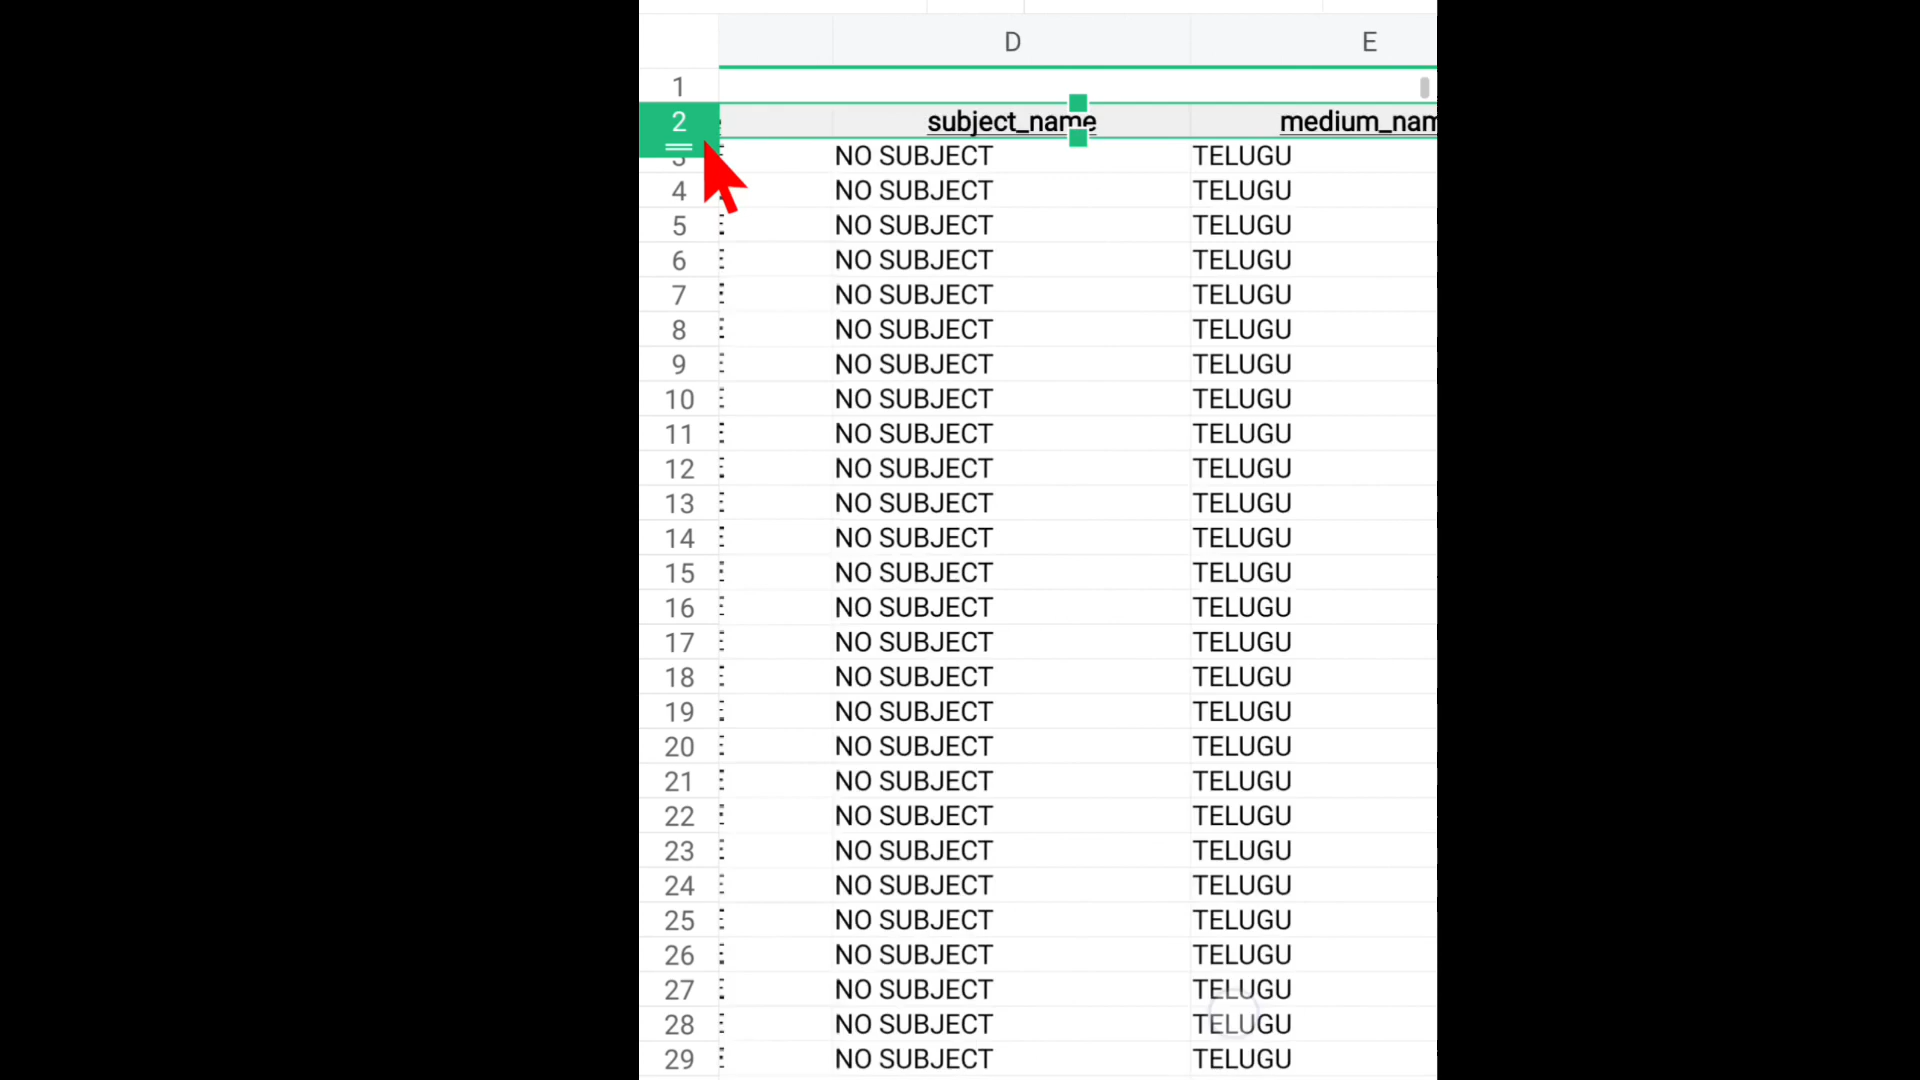 D E
1
2 subject_name medium_nam
3 NO SUBJECT TELUGU
4 NO SUBJECT TELUGU
5 NO SUBJECT TELUGU
6 NO SUBJECT TELUGU
7 NO SUBJECT TELUGU
8 NO SUBJECT TELUGU
9 NO SUBJECT TELUGU
10 NO SUBJECT TELUGU
11 NO SUBJECT TELUGU
12 NO SUBJECT TELUGU
13 NO SUBJECT TELUGU
14 NO SUBJECT TELUGU
15 NO SUBJECT TELUGU
16 NO SUBJECT TELUGU
17 NO SUBJECT TELUGU
18 NO SUBJECT TELUGU
19 NO SUBJECT TELUGU
20 NO SUBJECT TELUGU
21 NO SUBJECT TELUGU
22 NO SUBJECT TELUGU
23 NO SUBJECT TELUGU
24 NO SUBJECT TELUGU
25 NO SUBJECT TELUGU
26 NO SUBJECT TELUGU
27 NO SUBJECT TELUGU
28 NO SUBJECT TELUGU
29 NO SUBJECT TELUGU